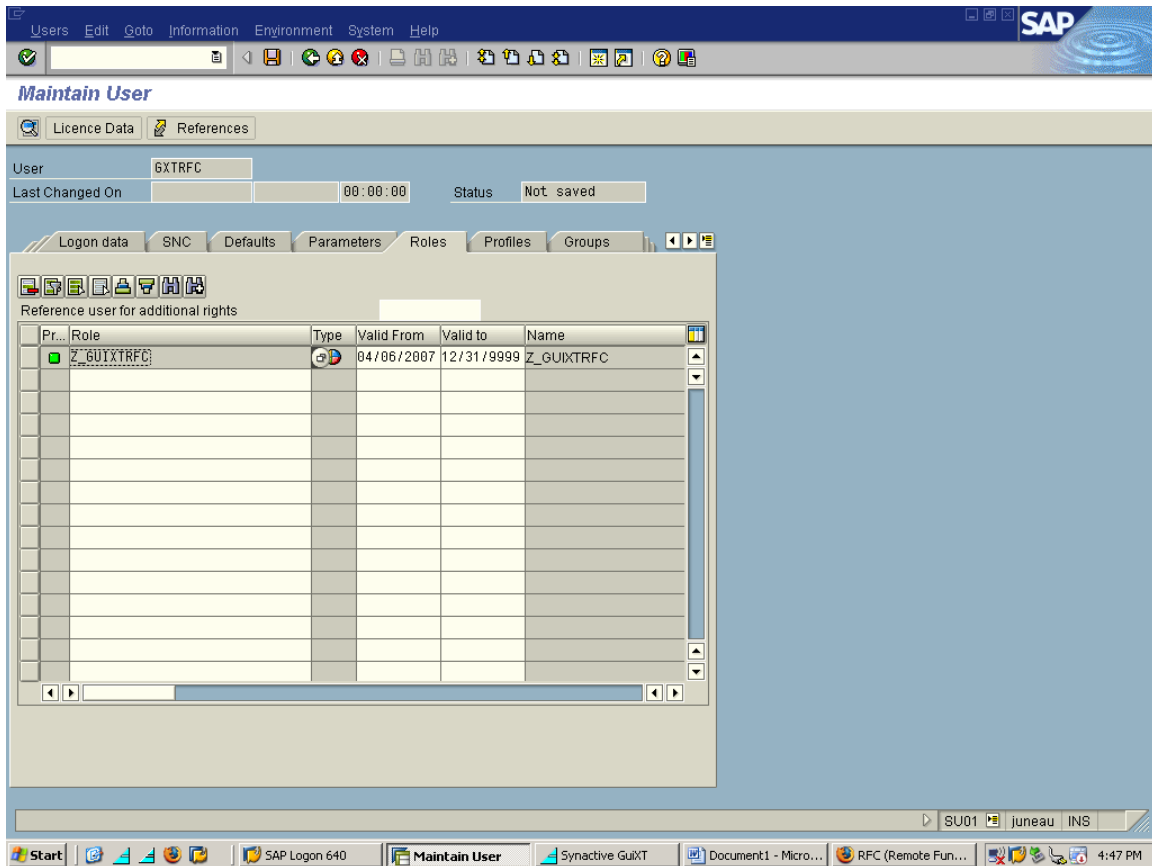 Users Edit Goto Information Environment System Help
SAP
Maintain User
Licence Data References
User GXTRFC
Last Changed On 00:00:00 Status Not saved
Logon data SNC Defaults Parameters Roles Profiles Groups
Reference user for additional rights
Pr... Role Type Valid From Valid to Name
Z_GUIXTRFC 04/06/2007 12/31/9999 Z_GUIXTRFC
SU01 juneau INS
Start SAP Logon 640 Maintain User Synactive GuiXT Document1 - Micro... RFC (Remote Fun... 4:47 PM